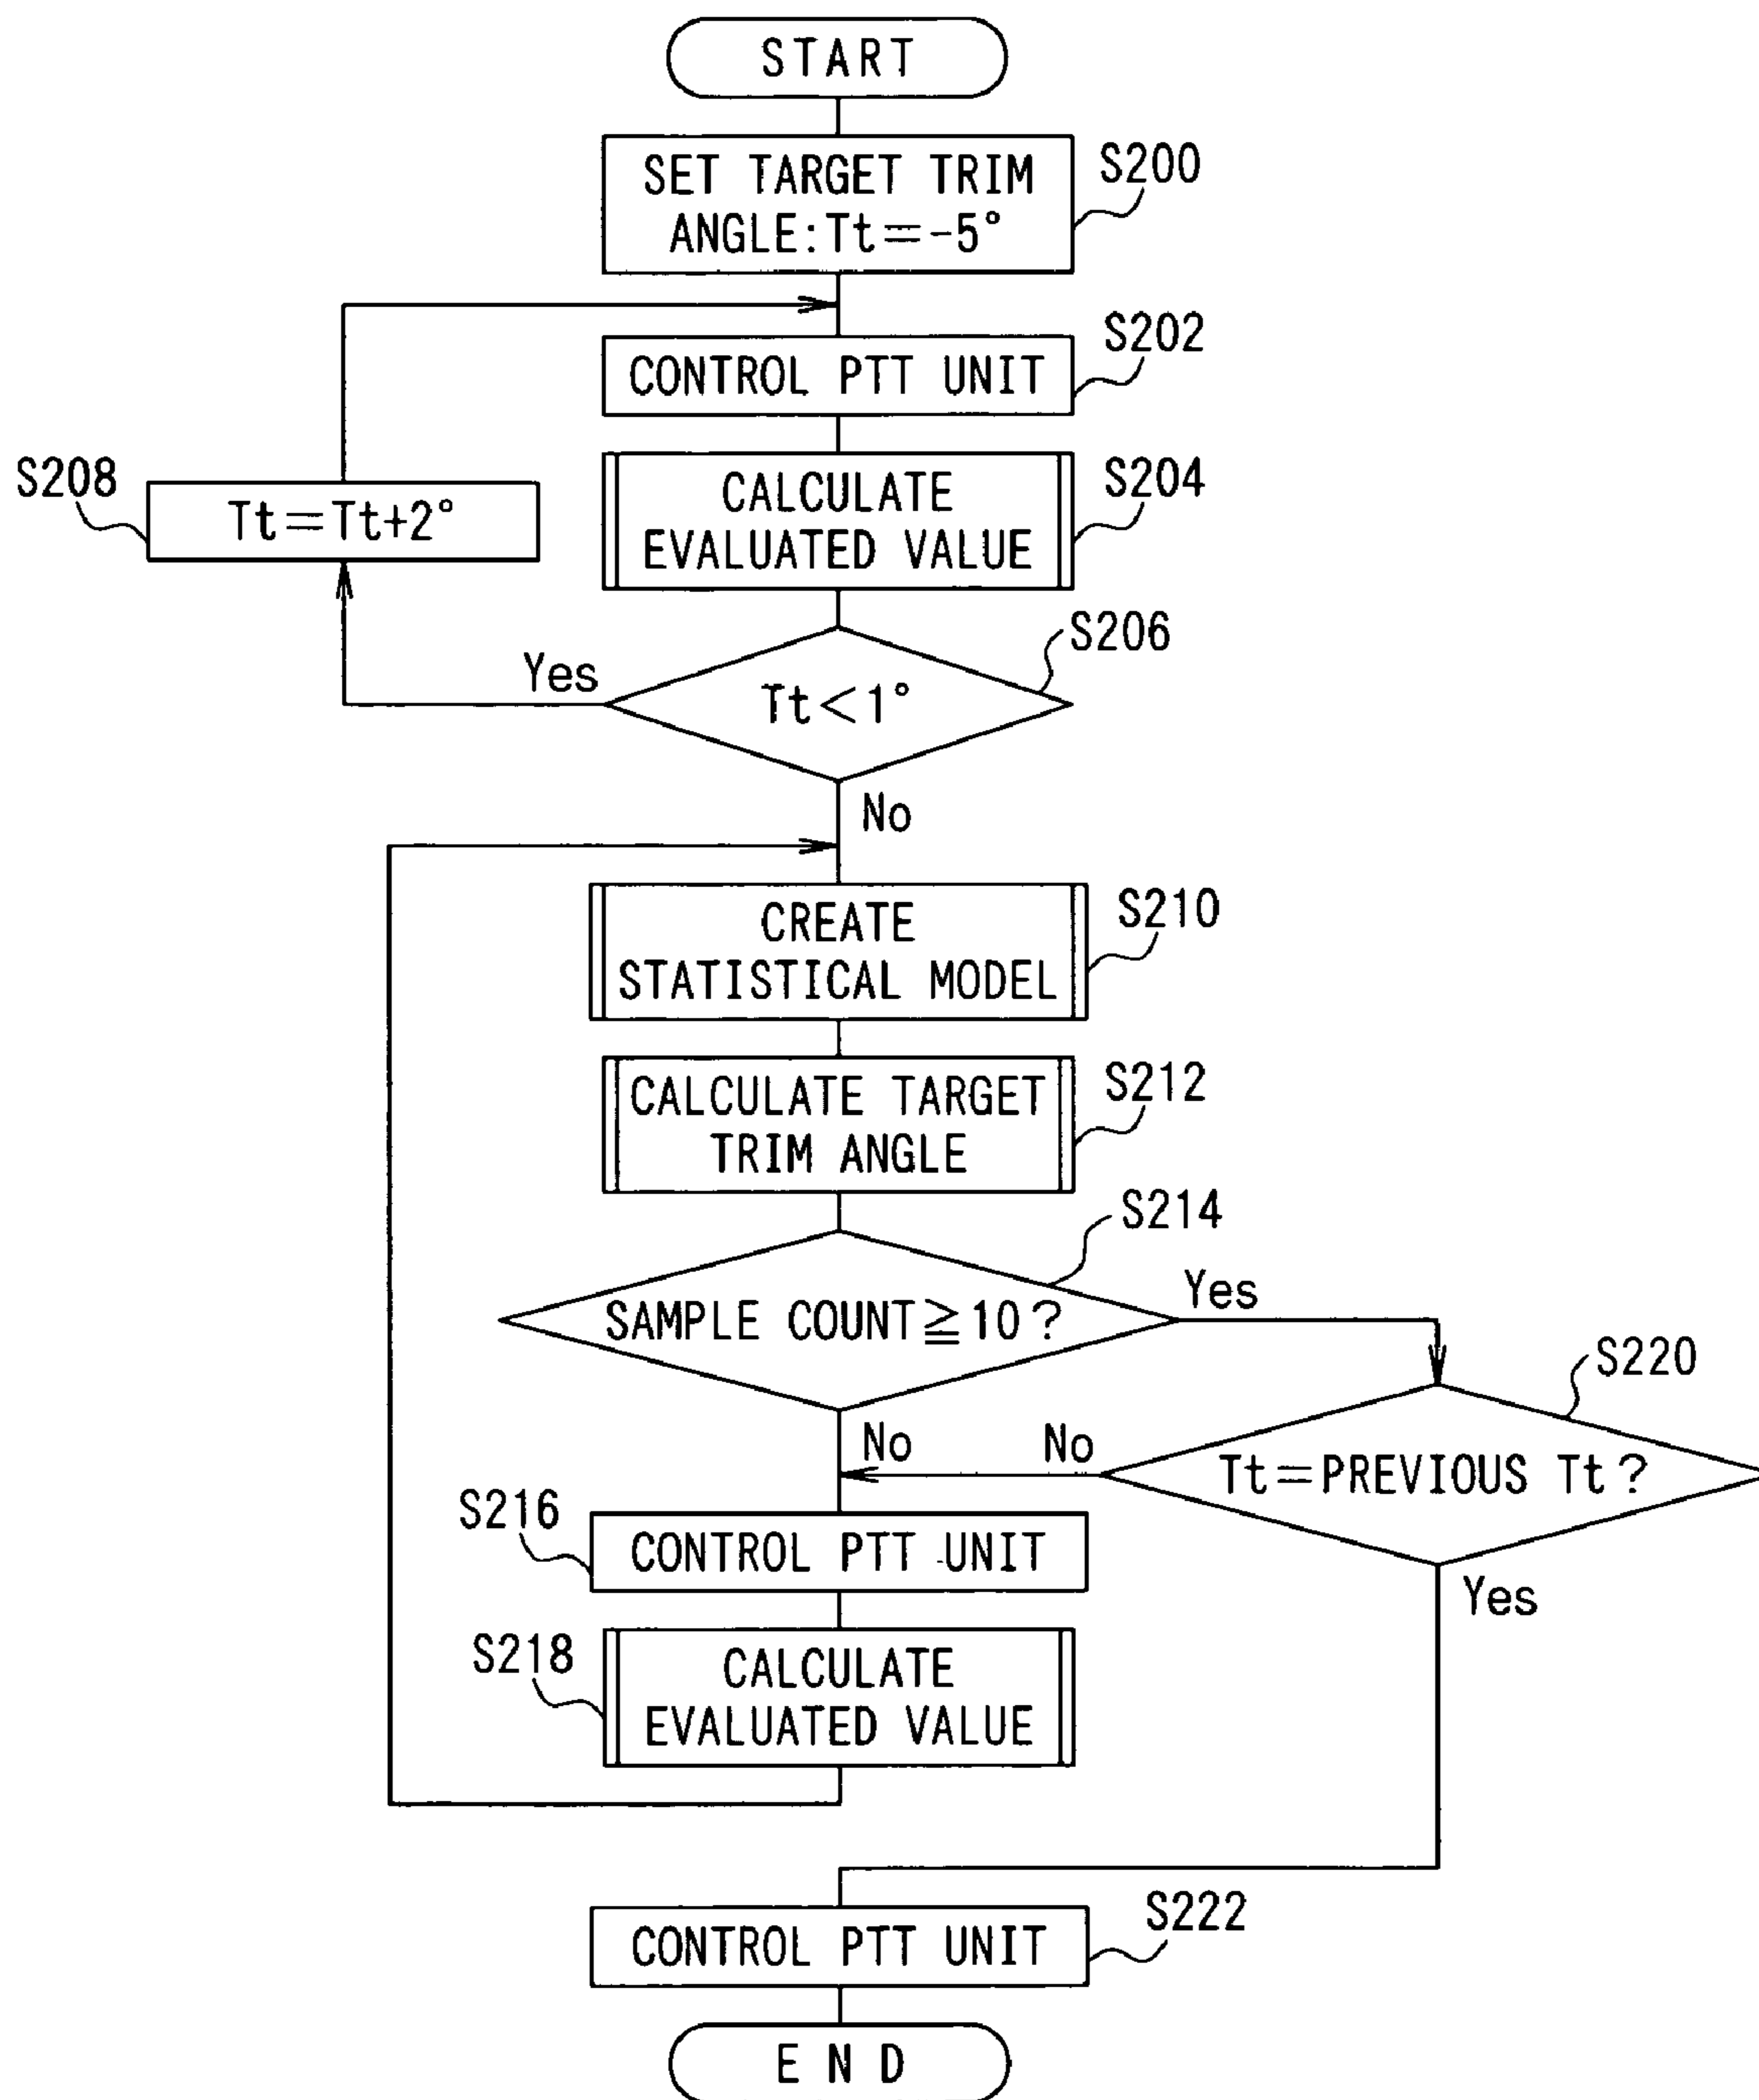 START
SET TARGET TRIM
ANGLE:Tt=-5°
S200
CONTROL PTT UNIT
S202
CALCULATE
EVALUATED VALUE
S204
S208
Tt=Tt+2°
S206
Yes
Tt<1°
No
CREATE
STATISTICAL MODEL
S210
CALCULATE TARGET
TRIM ANGLE
S212
S214
SAMPLE COUNT≧10?
Yes
S220
No
No
Tt=PREVIOUS Tt?
S216
CONTROL PTT UNIT
Yes
S218
CALCULATE
EVALUATED VALUE
CONTROL PTT UNIT
S222
END